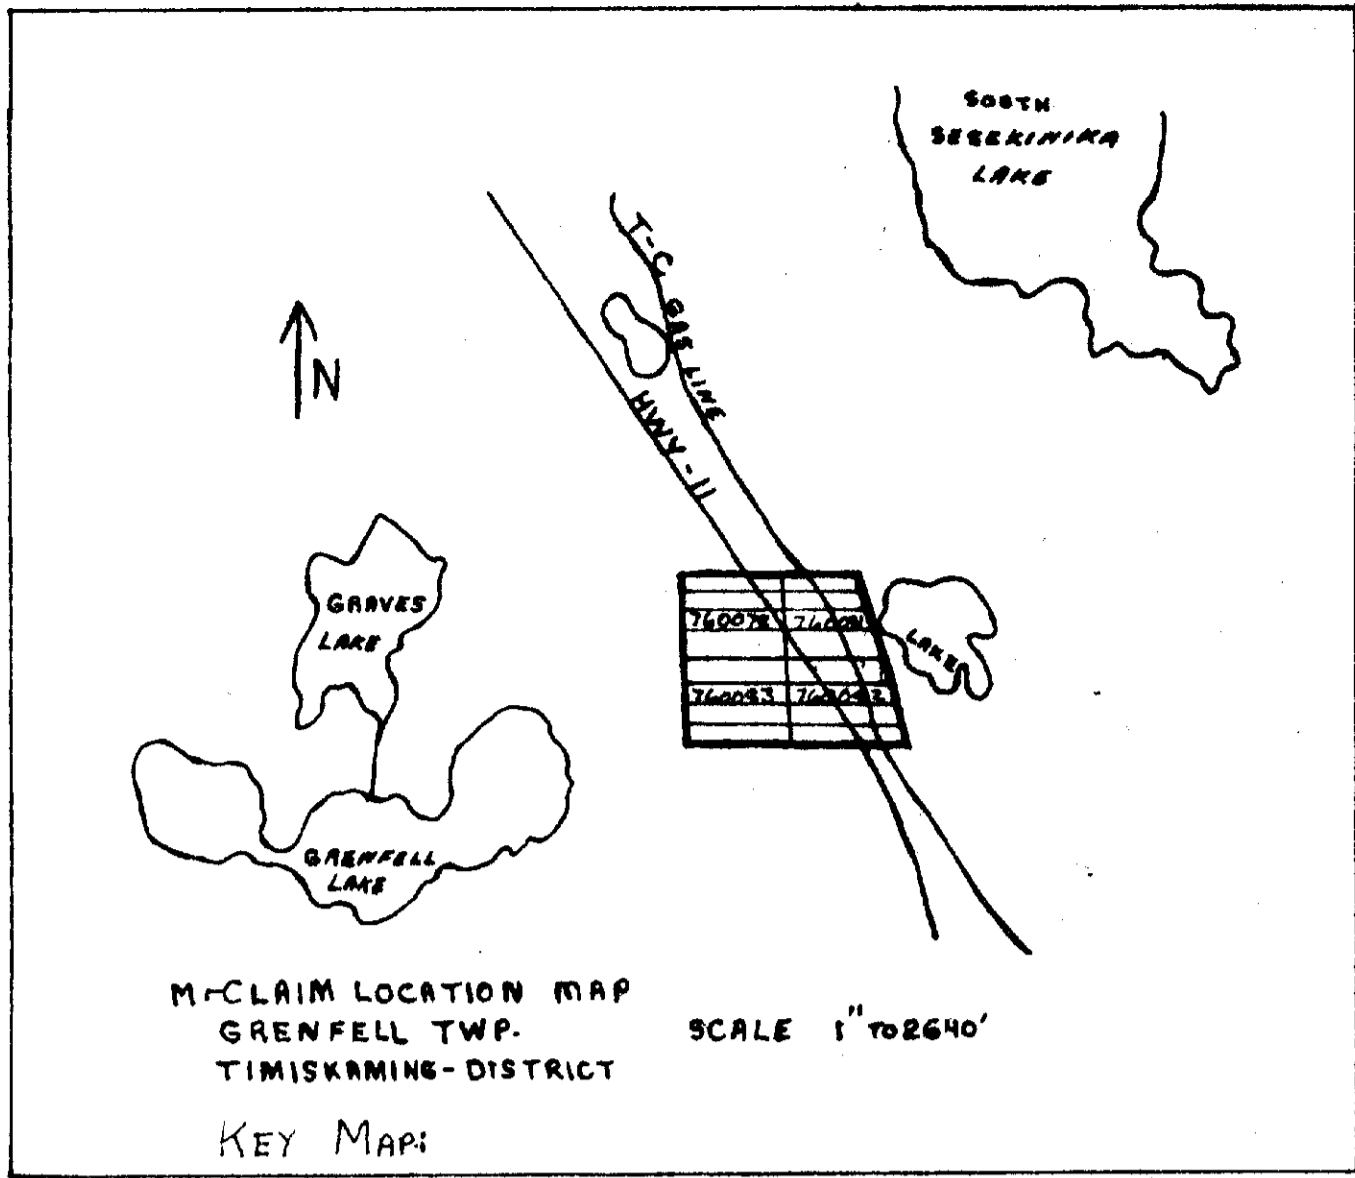 SOUTH
SESEKINIKA
LAKE
T-C GAS LINE
N
HWY-11
GRAVES
LAKE
LAKE
760083
GRENFELL
LAKE
CLAIM LOCATION MAP
GRENFELL TWP.
SCALE 1" TO 2640'
TIMISKAMING-DISTRICT
KEY MAP: